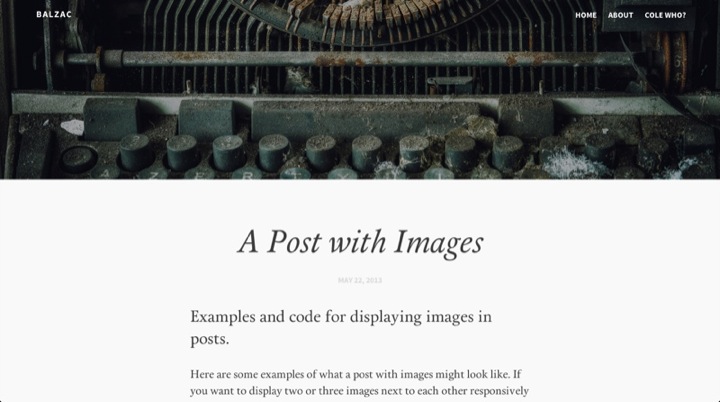 BALZAC
HOME ABOUT COLE WHO?
A Post with Images
MAY 22, 2013
Examples and code for displaying images in
posts.
Here are some examples of what a post with images might look like. If
you want to display two or three images next to each other responsively